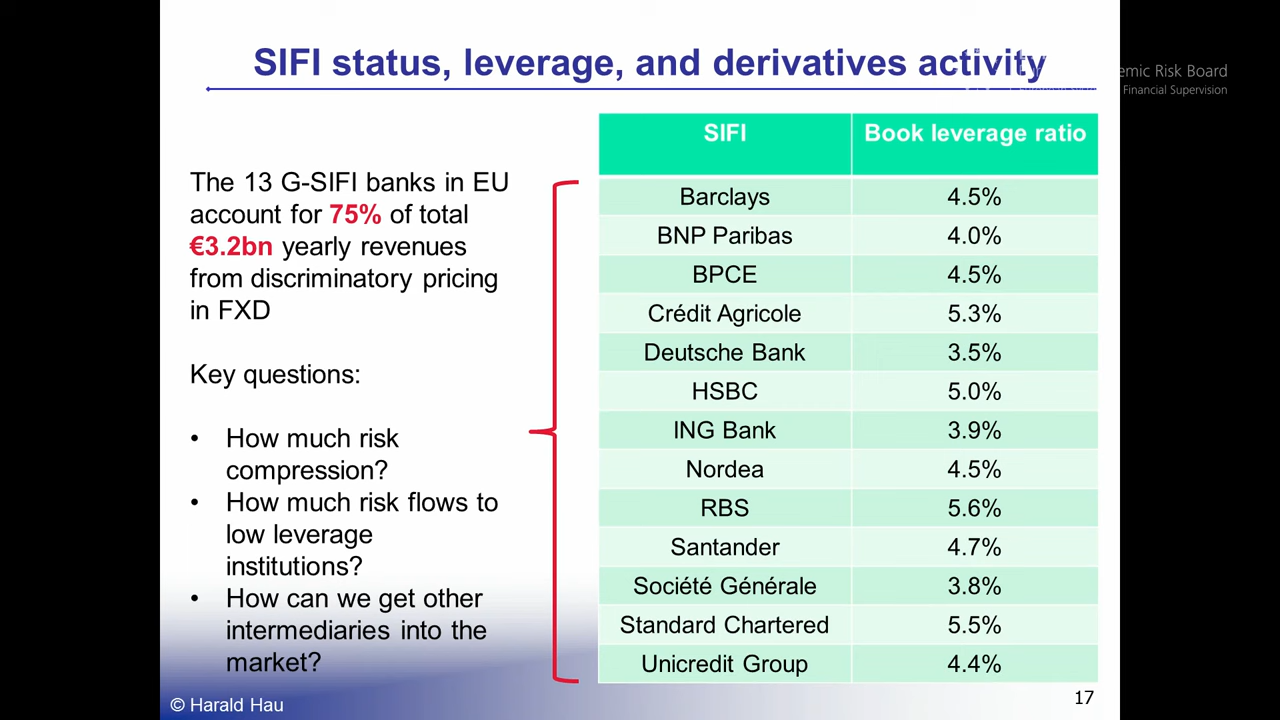 SIFI status, leverage, and derivatives activity
emic Risk Board
Financial Supervision
The 13 G-SIFI banks in EU
account for 75% of total
€3.2bn yearly revenues
from discriminatory pricing
in FXD
Key questions:
• How much risk
compression?
• How much risk flows to
low leverage
institutions?
• How can we get other
intermediaries into the
market?
SIFI Book leverage ratio
Barclays 4.5%
BNP Paribas 4.0%
BPCE 4.5%
Crédit Agricole 5.3%
Deutsche Bank 3.5%
HSBC 5.0%
ING Bank 3.9%
Nordea 4.5%
RBS 5.6%
Santander 4.7%
Société Générale 3.8%
Standard Chartered 5.5%
Unicredit Group 4.4%
© Harald Hau
17